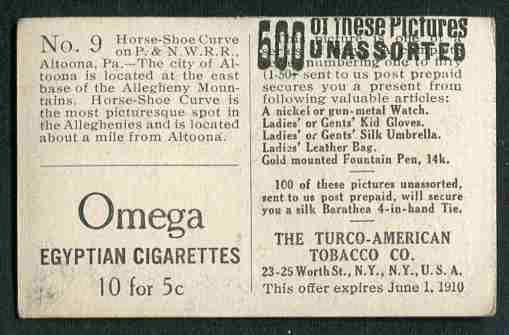 No. 9
Horse-Shoe Curve
on P. & N. W. R. R.,
Altoona, Pa.—The city of Al-
toona is located at the east
base of the Allegheny Moun-
tains. Horse-Shoe Curve is
the most picturesque spot in
the Alleghenies and is located
about a mile from Altoona.
Omega
EGYPTIAN CIGARETTES
10 for 5c
500 Of These Pictures
UNASSORTED
numbering one to fifty
(1-50) sent to us post prepaid
secures you a present from
following valuable articles:
A nickel or gun-metal Watch.
Ladies' or Gents' Kid Gloves.
Ladies' or Gents' Silk Umbrella.
Ladies' Leather Bag.
Gold mounted Fountain Pen, 14k.
100 of these pictures unassorted,
sent to us post prepaid, will secure
you a silk Barathea 4-in-hand Tie.
THE TURCO-AMERICAN
TOBACCO CO.
23-25 Worth St., N.Y., N.Y., U. S. A.
This offer expires June 1, 1910